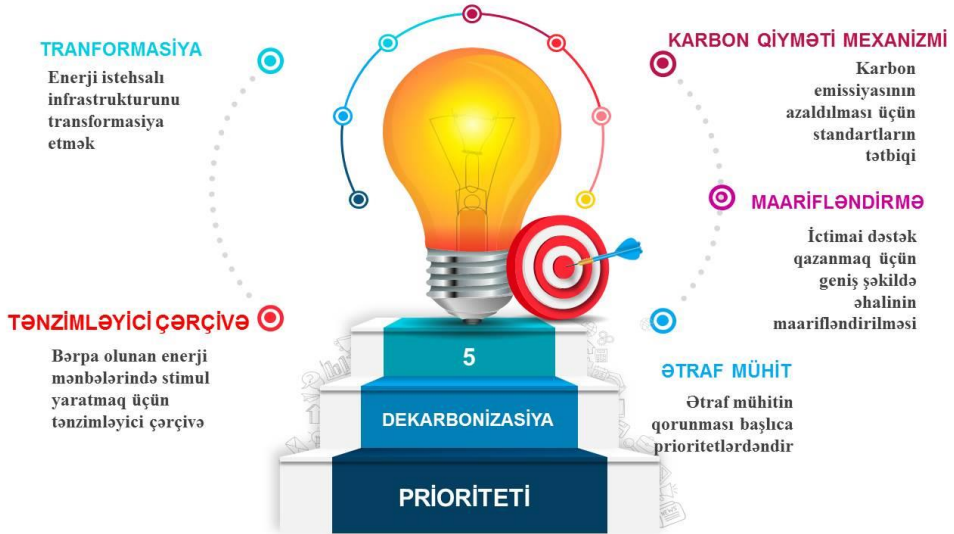 TRANFORMASİYA
Enerji istehsalı
infrastrukturunu
transformasiya
etmək
TƏNZİMLƏYİCİ ÇƏRÇİVƏ
Bərpa olunan enerji
mənbələrində stimul
yaratmaq üçün
tənzimləyici çərçivə
5
DEKARBONİZASİYA
PRİORİTETİ
KARBON QİYMƏTİ MEXANİZMİ
Karbon
emissiyasının
azaldılması üçün
standartların
tətbiqi
MAARİFLƏNDİRMƏ
İctimai dəstək
qazanmaq üçün
geniş şəkildə
əhalinin
maarifləndirilməsi
ƏTRAF MÜHİT
Ətraf mühitin
qorunması başlıca
prioritetlərdəndir